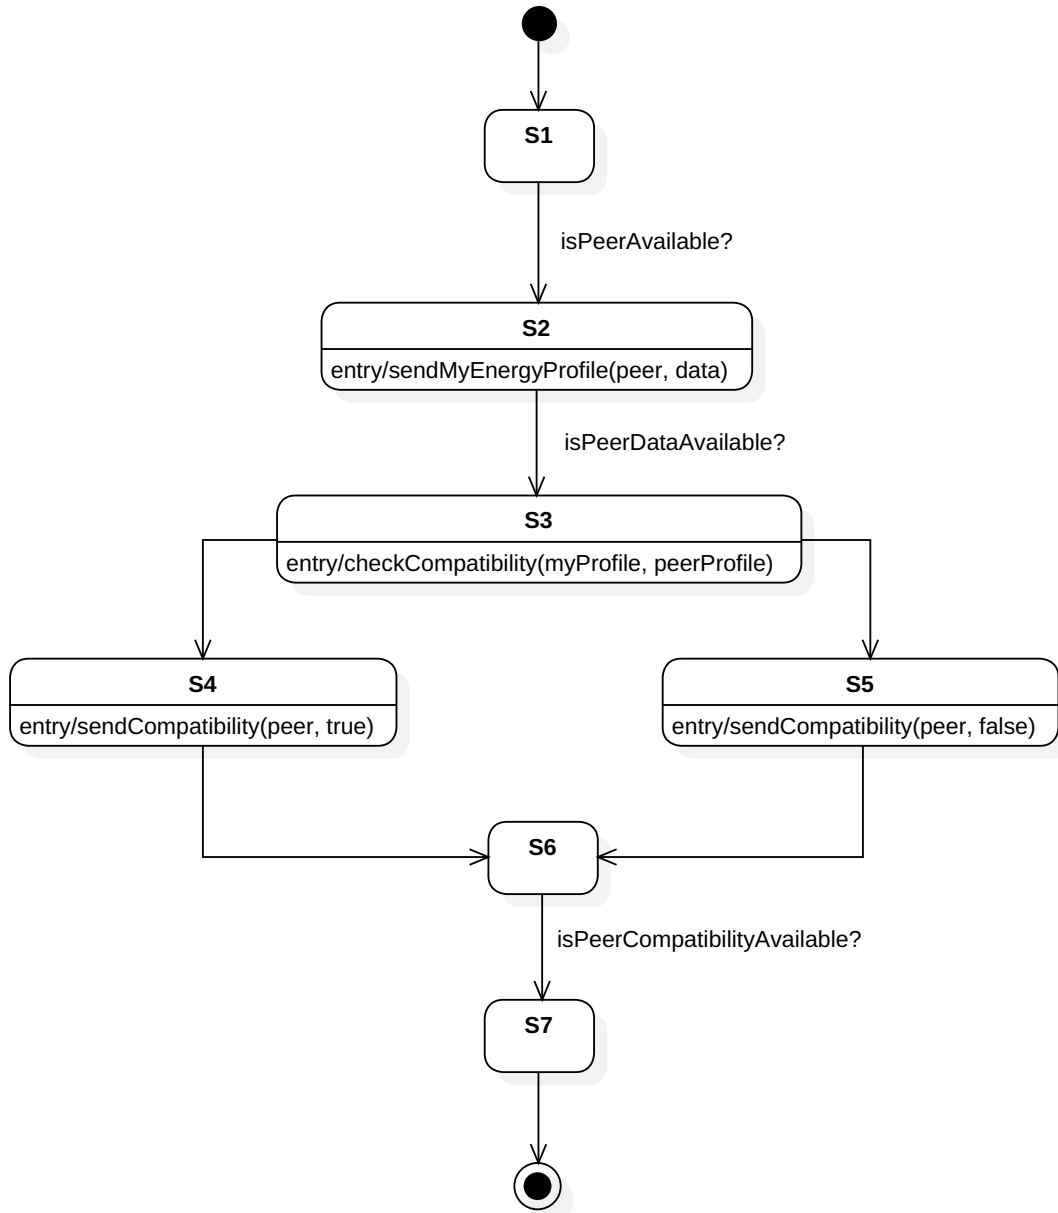 S1
isPeerAvailable?
S2
entry/sendMyEnergyProfile(peer, data)
isPeerDataAvailable?
S3
entry/checkCompatibility(myProfile, peerProfile)
S4
entry/sendCompatibility(peer, true)
S5
entry/sendCompatibility(peer, false)
S6
isPeerCompatibilityAvailable?
S7